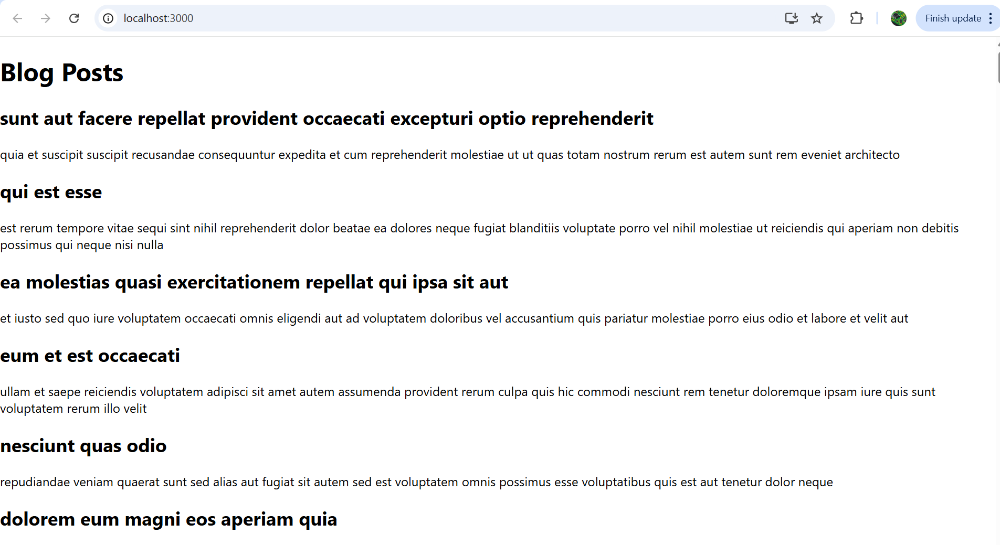 localhost:3000
Finish update
Blog Posts
sunt aut facere repellat provident occaecati excepturi optio reprehenderit
quia et suscipit suscipit recusandae consequuntur expedita et cum reprehenderit molestiae ut ut quas totam nostrum rerum est autem sunt rem eveniet architecto
qui est esse
est rerum tempore vitae sequi sint nihil reprehenderit dolor beatae ea dolores neque fugiat blanditiis voluptate porro vel nihil molestiae ut reiciendis qui aperiam non debitis
possimus qui neque nisi nulla
ea molestias quasi exercitationem repellat qui ipsa sit aut
et iusto sed quo iure voluptatem occaecati omnis eligendi aut ad voluptatem doloribus vel accusantium quis pariatur molestiae porro eius odio et labore et velit aut
eum et est occaecati
ullam et saepe reiciendis voluptatem adipisci sit amet autem assumenda provident rerum culpa quis hic commodi nesciunt rem tenetur doloremque ipsam iure quis sunt
voluptatem rerum illo velit
nesciunt quas odio
repudiandae veniam quaerat sunt sed alias aut fugiat sit autem sed est voluptatem omnis possimus esse voluptatibus quis est aut tenetur dolor neque
dolorem eum magni eos aperiam quia